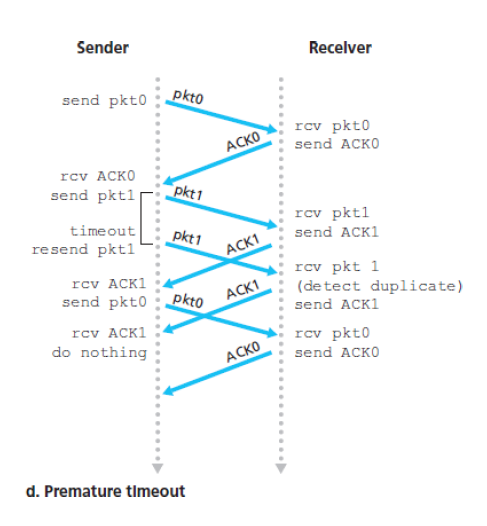 Sender
Receiver
send pkt0
pkt0
rcv pkt0
send ACK0
ACK0
rcv ACK0
send pkt1
pkt1
rcv pkt1
send ACK1
timeout
resend pkt1
pkt1
ACK1
rcv pkt 1
(detect duplicate)
send ACK1
rcv ACK1
send pkt0
pkt0
ACK1
rcv ACK1
do nothing
rcv pkt0
send ACK0
ACK0
d. Premature timeout